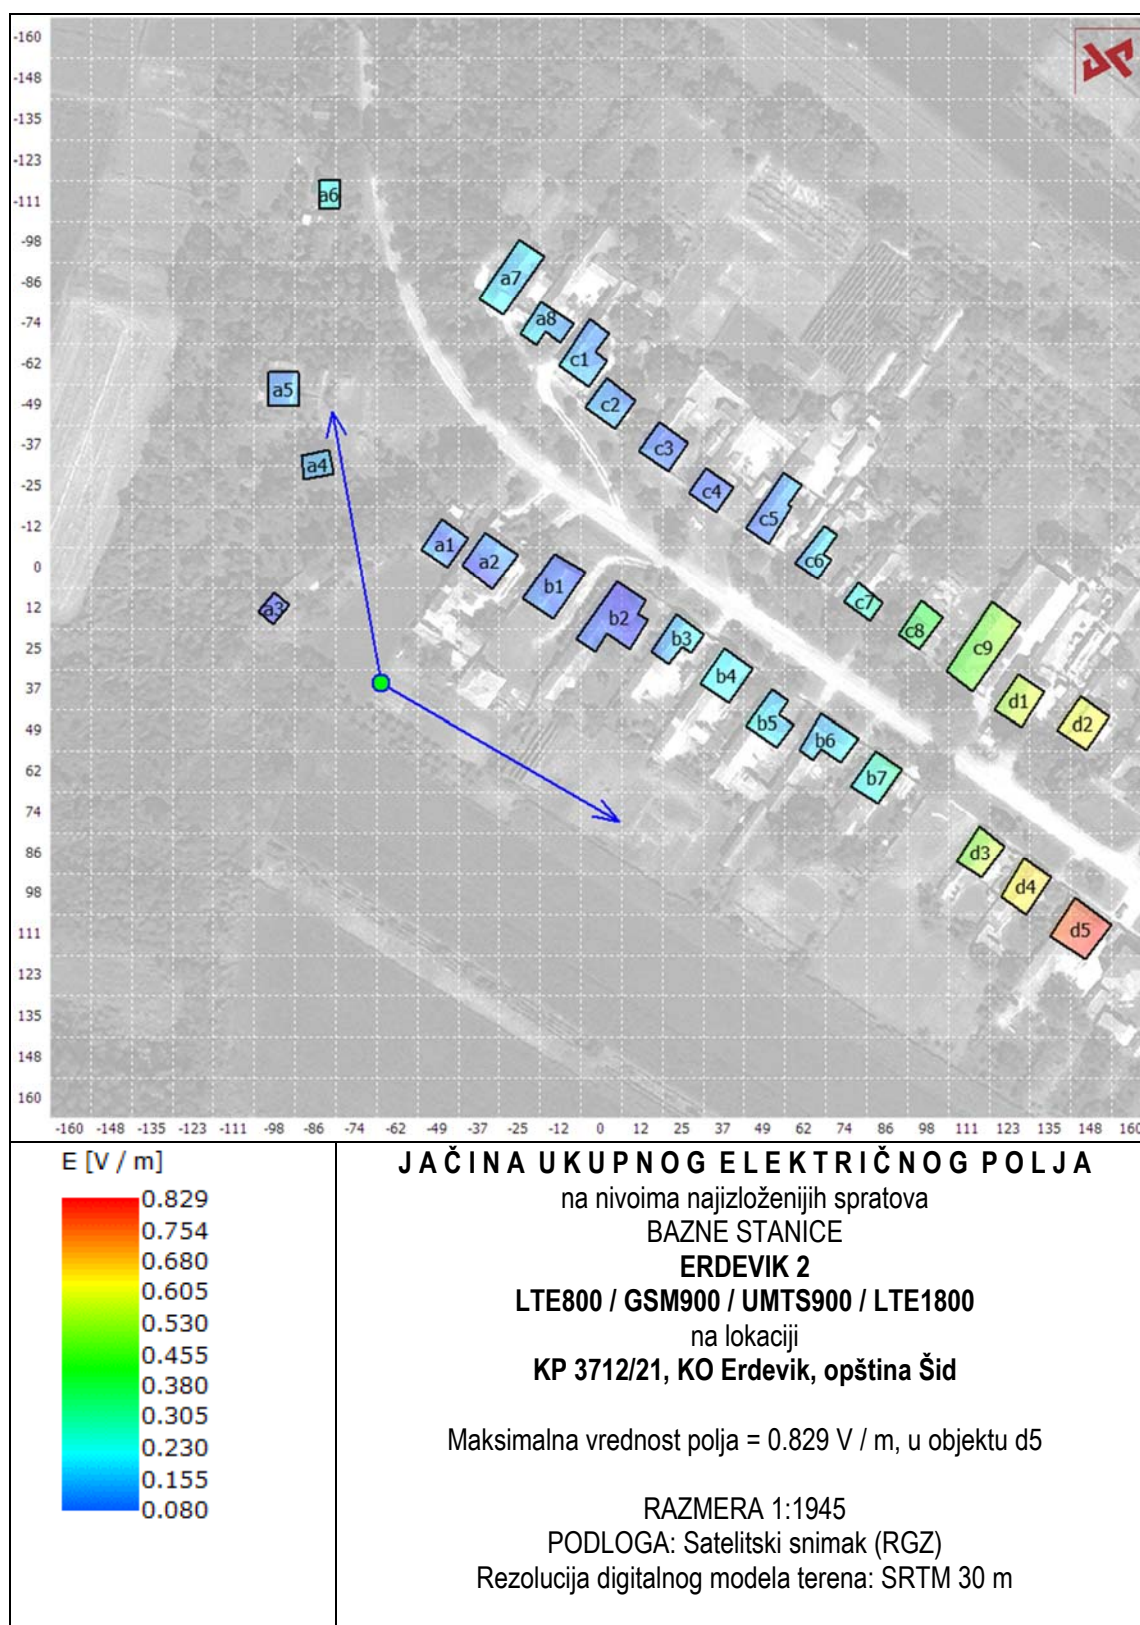 -160
-148
-135
-123
-111
-98
-86
-74
-62
-49
-37
-25
-12
0
12
25
37
49
62
74
86
98
111
123
135
148
160
a6
a7
a8
c1
a5
c2
c3
a4
c4
c5
a1
a2
c6
b1
c7
a3
b2
c8
b3
c9
b4
d1
b5
d2
b6
b7
d3
d4
d5
-160 -148 -135 -123 -111 -98 -86 -74 -62 -49 -37 -25 -12 0 12 25 37 49 62 74 86 98 111 123 135 148 160
E [V / m]
0.829
0.754
0.680
0.605
0.530
0.455
0.380
0.305
0.230
0.155
0.080
J A Č I N A U K U P N O G E L E K T R I Č N O G P O L J A
na nivoima najizloženijih spratova
BAZNE STANICE
ERDEVIK 2
LTE800 / GSM900 / UMTS900 / LTE1800
na lokaciji
KP 3712/21, KO Erdevik, opština Šid
Maksimalna vrednost polja = 0.829 V / m, u objektu d5
RAZMERA 1:1945
PODLOGA: Satelitski snimak (RGZ)
Rezolucija digitalnog modela terena: SRTM 30 m